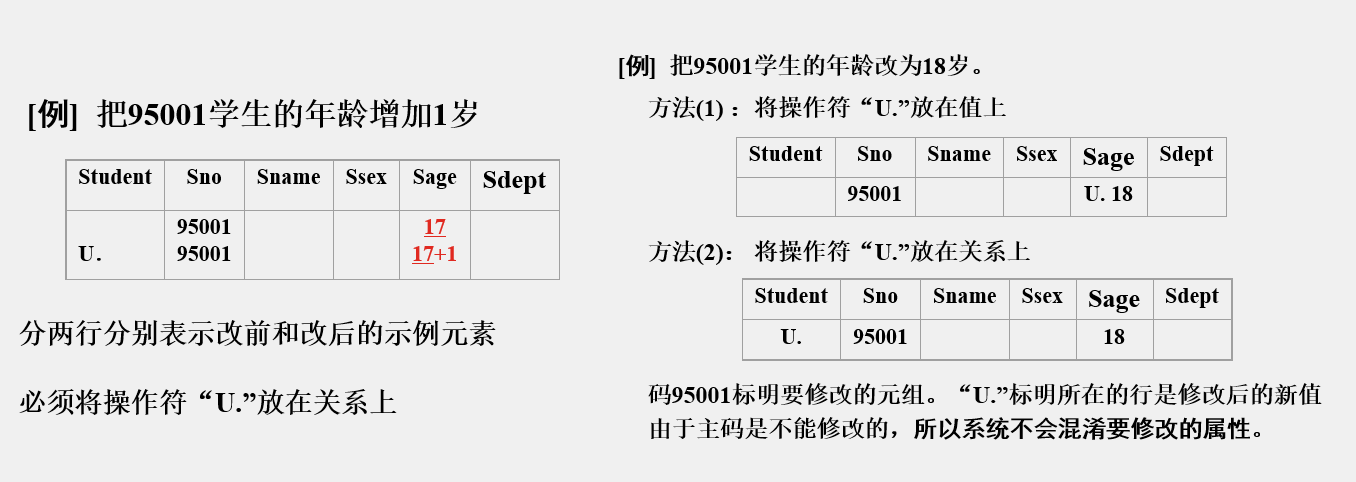 [例] 把95001学生的年龄增加1岁
Student Sno Sname Ssex Sage Sdept
95001 17
U. 95001 17+1
分两行分别表示改前和改后的示例元素
必须将操作符“U.”放在关系上
[例] 把95001学生的年龄改为18岁。
方法(1)：将操作符“U.”放在值上
Student Sno Sname Ssex Sage Sdept
95001 U. 18
方法(2)： 将操作符“U.”放在关系上
Student Sno Sname Ssex Sage Sdept
U. 95001 18
码95001标明要修改的元组。“U.”标明所在的行是修改后的新值
由于主码是不能修改的，所以系统不会混淆要修改的属性。